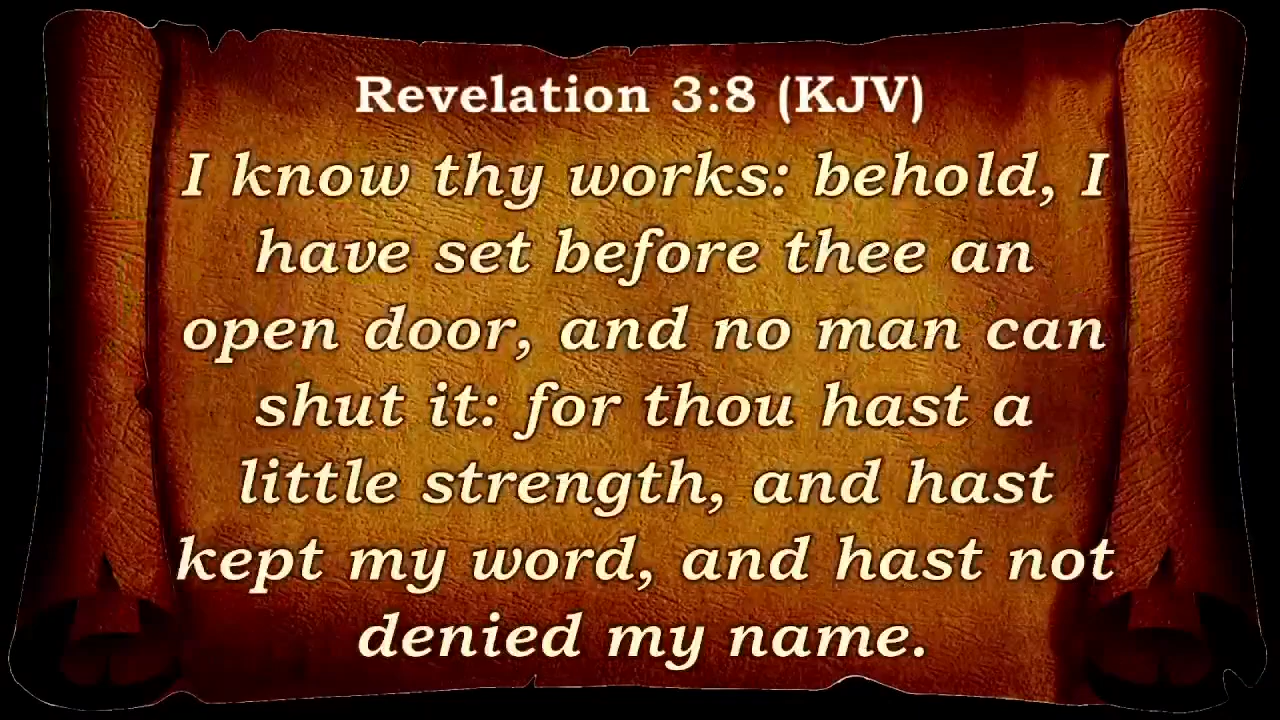 Revelation 3:8 (KJV)
I know thy works: behold, I
have set before thee an
open door, and no man can
shut it: for thou hast a
little strength, and hast
kept my word, and hast not
denied my name.